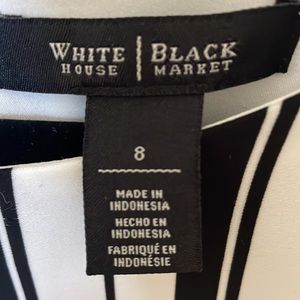 WHITE | BLACK
HOUSE | MARKET
8
MADE IN
INDONESIA
HECHO EN
INDONESIA
FABRIQUÉ EN
INDONÉSIE